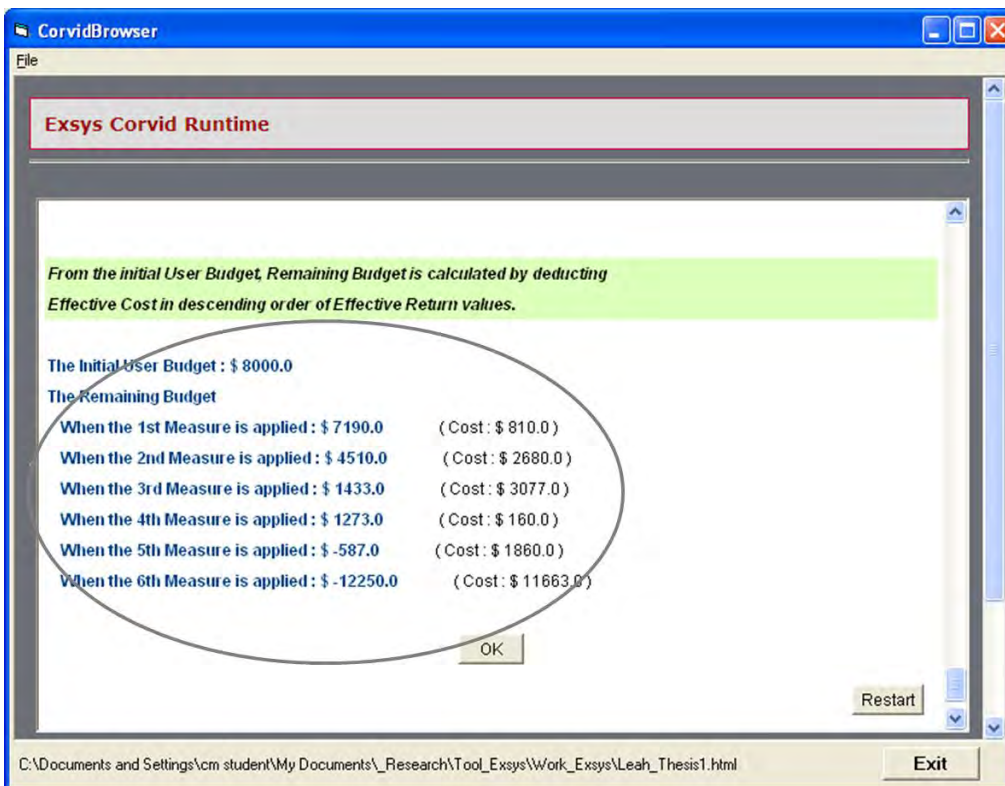 CorvidBrowser
File
Exsys Corvid Runtime
From the initial User Budget, Remaining Budget is calculated by deducting
Effective Cost in descending order of Effective Return values.
The Initial User Budget : $ 8000.0
The Remaining Budget
When the 1st Measure is applied : $ 7190.0 ( Cost : $ 810.0 )
When the 2nd Measure is applied : $ 4510.0 ( Cost : $ 2680.0 )
When the 3rd Measure is applied : $ 1433.0 ( Cost : $ 3077.0 )
When the 4th Measure is applied : $ 1273.0 ( Cost : $ 160.0 )
When the 5th Measure is applied : $ -587.0 ( Cost : $ 1860.0 )
When the 6th Measure is applied : $ -12250.0 ( Cost : $ 11663.0 )
OK
Restart
C:\Documents and Settings\cm student\My Documents\_Research\Tool_Exsys\Work_Exsys\Leah_Thesis1.html
Exit